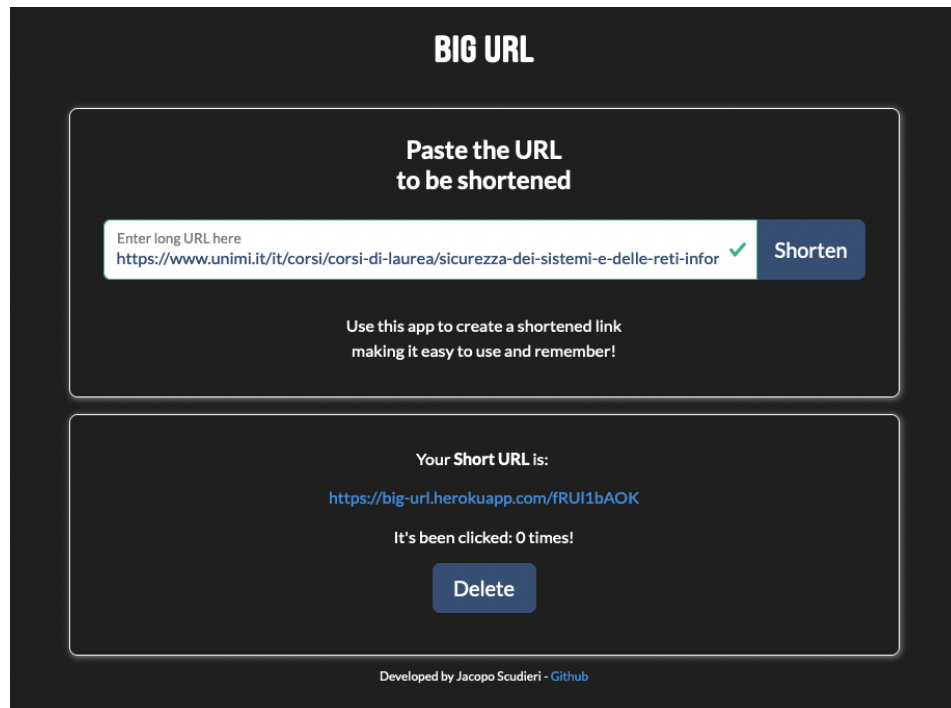 BIG URL
Paste the URL
to be shortened
Enter long URL here
https://www.unimi.it/it/corsi/corsi-di-laurea/sicurezza-dei-sistemi-e-delle-reti-infor
Shorten
Use this app to create a shortened link
making it easy to use and remember!
Your Short URL is:
https://big-url.herokuapp.com/fRUl1bAOK
It's been clicked: 0 times!
Delete
Developed by Jacopo Scudieri - Github